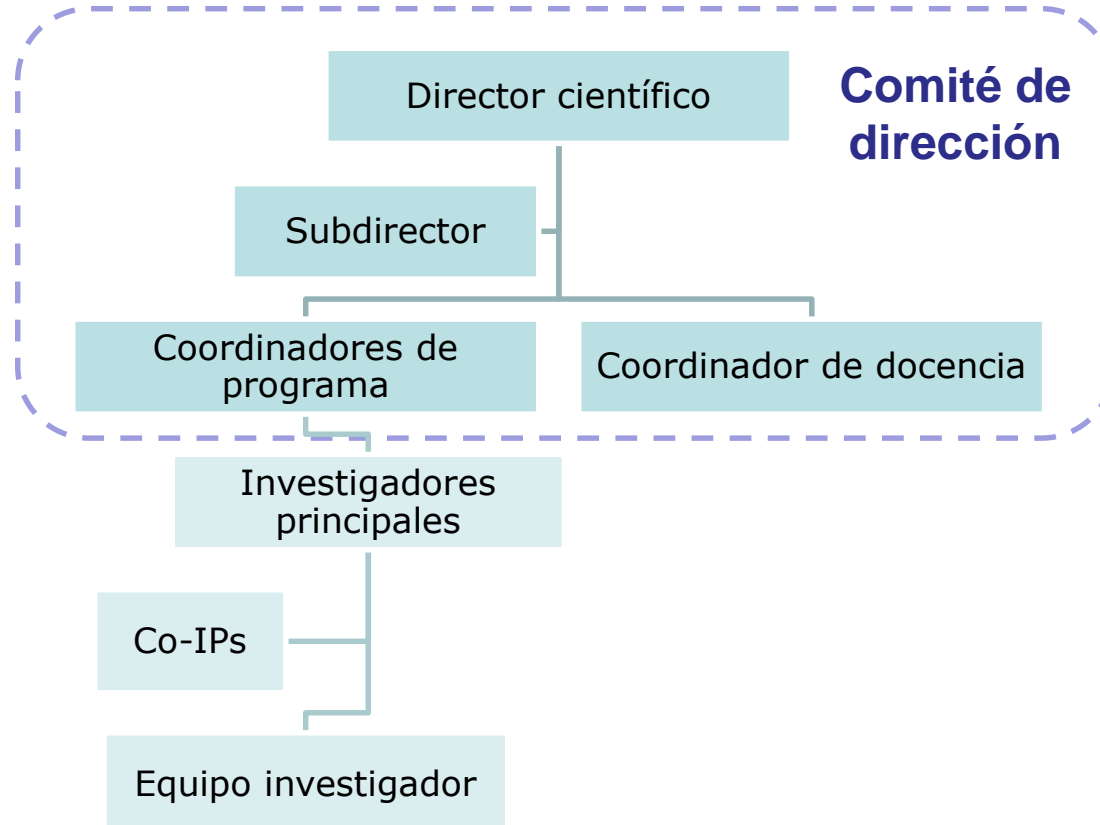 Director científico
Comité de
dirección
Subdirector
Coordinadores de
programa
Coordinador de docencia
Investigadores
principales
Co-IPs
Equipo investigador